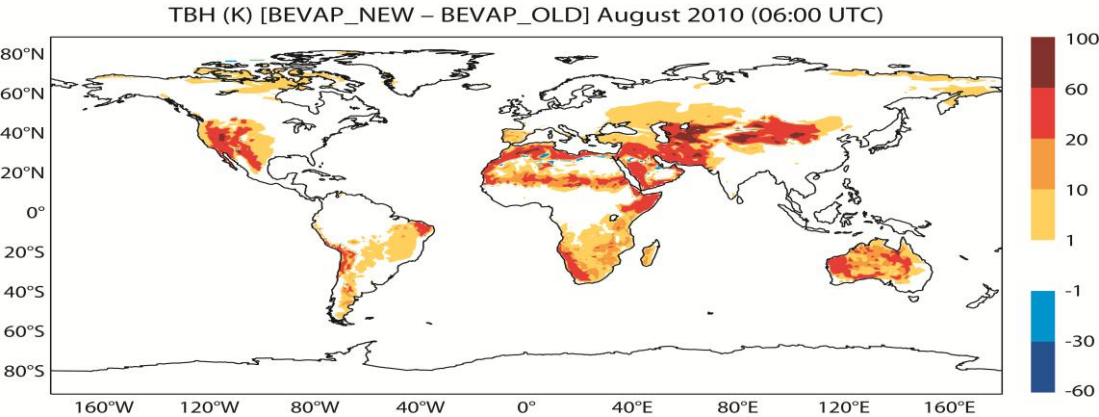 TBH (K) [BEVAP_NEW – BEVAP_OLD] August 2010 (06:00 UTC)
80°N
60°N
40°N
20°N
0°
20°S
40°S
60°S
80°S
160°W 120°W 80°W 40°W 0° 40°E 80°E 120°E 160°E
100
60
20
10
1
-1
-30
-60